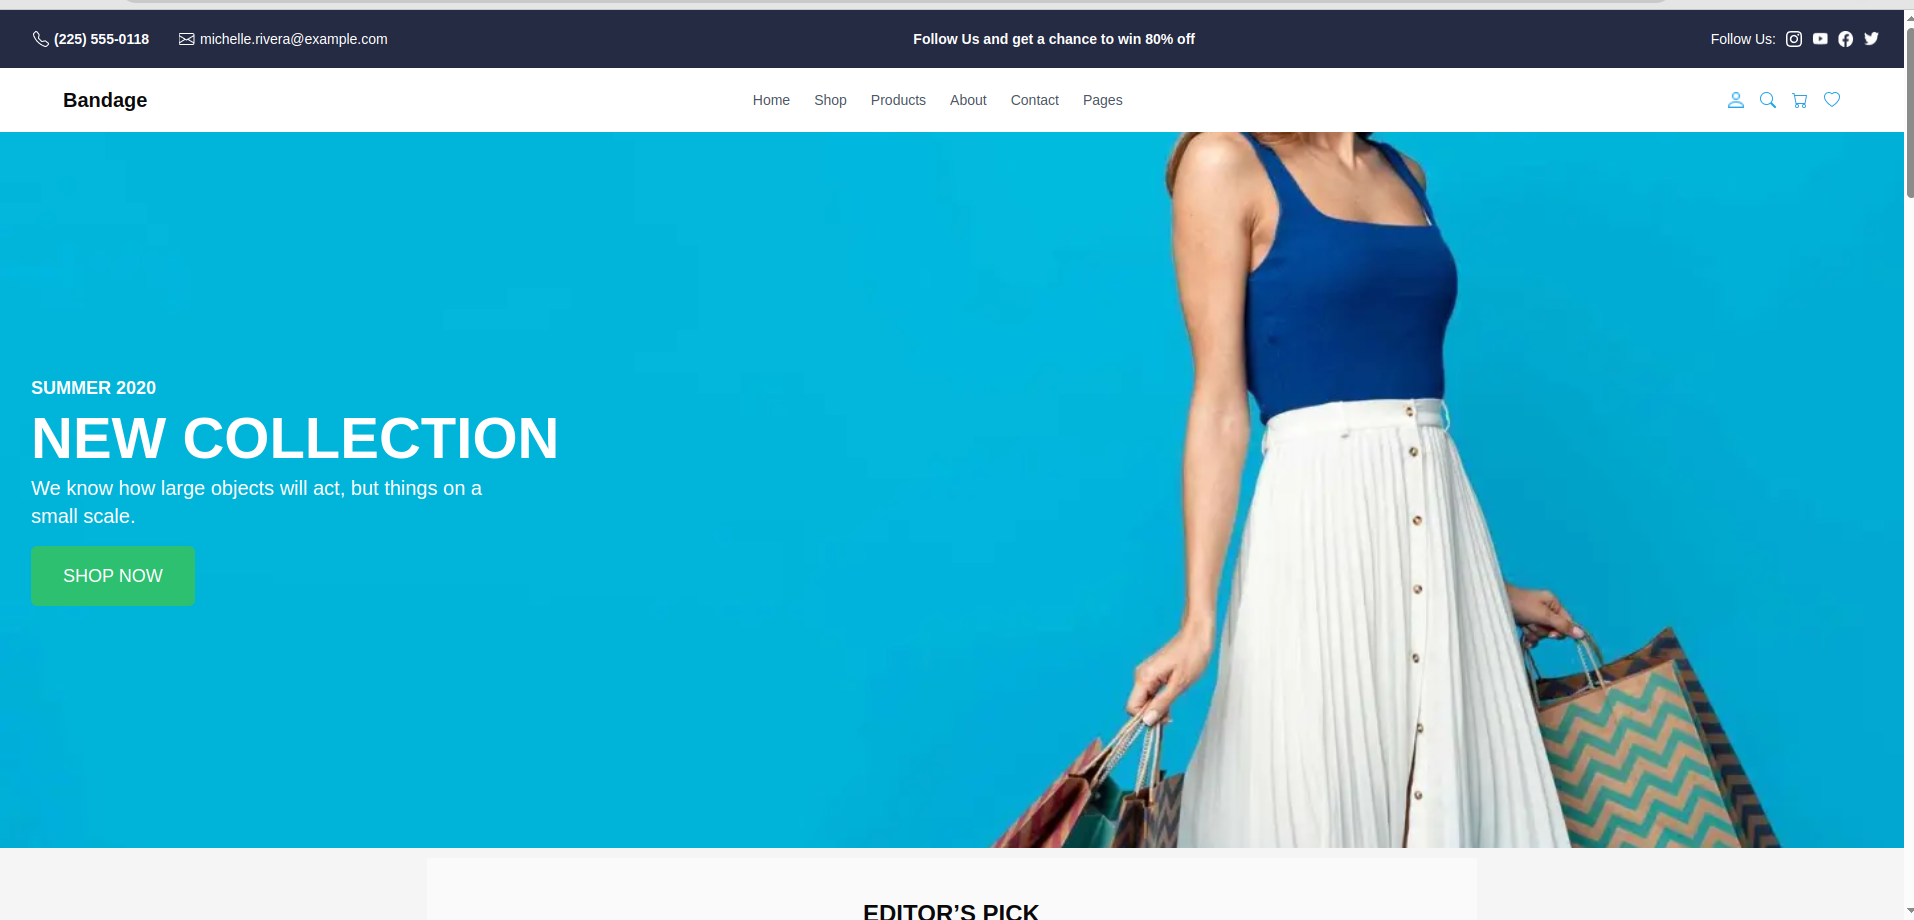 (225) 555-0118 michelle.rivera@example.com Follow Us and get a chance to win 80% off Follow Us:
Bandage Home Shop Products About Contact Pages
SUMMER 2020
NEW COLLECTION
We know how large objects will act, but things on a
small scale.
SHOP NOW
EDITOR’S PICK